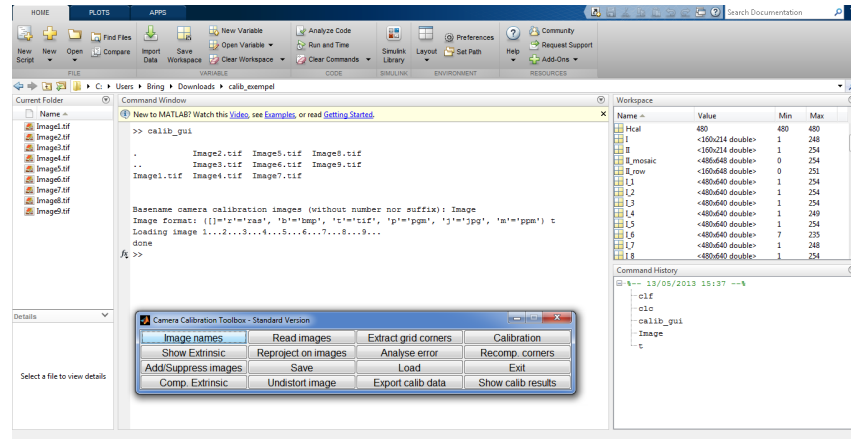 HOME PLOTS APPS Search Documentation
New Script New Open Find Files Compare Import Data Save Workspace New Variable Open Variable Clear Workspace Analyze Code Run and Time Clear Commands Simulink Library Layout Preferences Set Path Help Community Request Support Add-Ons
FILE VARIABLE CODE SIMULINK ENVIRONMENT RESOURCES
C: Users Bring Downloads calib_exempel
Current Folder
Name
Image1.tif
Image2.tif
Image3.tif
Image4.tif
Image5.tif
Image6.tif
Image7.tif
Image8.tif
Image9.tif
Details
Select a file to view details
Command Window
New to MATLAB? Watch this Video, see Examples, or read Getting Started.
>> calib_gui
. Image2.tif Image5.tif Image8.tif
.. Image3.tif Image6.tif Image9.tif
Image1.tif Image4.tif Image7.tif
Basename camera calibration images (without number nor suffix): Image
Image format: ([]='r'='ras', 'b'='bmp', 't'='tif', 'p'='pgm', 'j'='jpg', 'm'='ppm') t
Loading image 1...2...3...4...5...6...7...8...9...
done
fx >>
Camera Calibration Toolbox - Standard Version
Image names Read images Extract grid corners Calibration
Show Extrinsic Reproject on images Analyse error Recomp. corners
Add/Suppress images Save Load Exit
Comp. Extrinsic Undistort image Export calib data Show calib results
Workspace
Name Value Min Max
Hcal 480 480 480
I <160x214 double> 1 248
II <160x214 double> 1 254
II_mosaic <486x648 double> 0 254
II_row <160x648 double> 0 251
I_1 <480x640 double> 1 254
I_2 <480x640 double> 1 254
I_3 <480x640 double> 1 254
I_4 <480x640 double> 1 249
I_5 <480x640 double> 1 254
I_6 <480x640 double> 7 235
I_7 <480x640 double> 1 248
I_8 <480x640 double> 1 254
Command History
%-- 13/05/2013 15:37 --%
clf
clc
calib_gui
Image
t